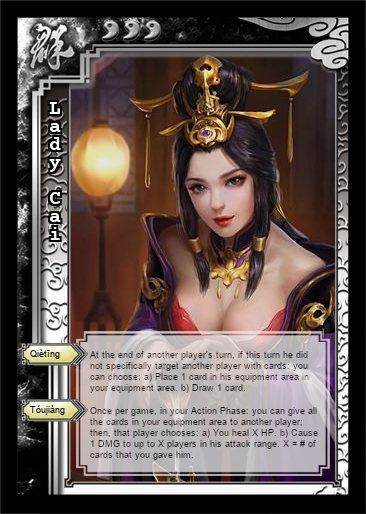 群
Lady Cai
Qiètīng
At the end of another player's turn, if this turn he did
not specifically target another player with cards: you
can choose: a) Place 1 card in his equipment area in
your equipment area. b) Draw 1 card.
Tóujiàng
Once per game, in your Action Phase: you can give all
the cards in your equipment area to another player;
then, that player chooses: a) You heal X HP. b) Cause
1 DMG to up to X players in his attack range. X = # of
cards that you gave him.